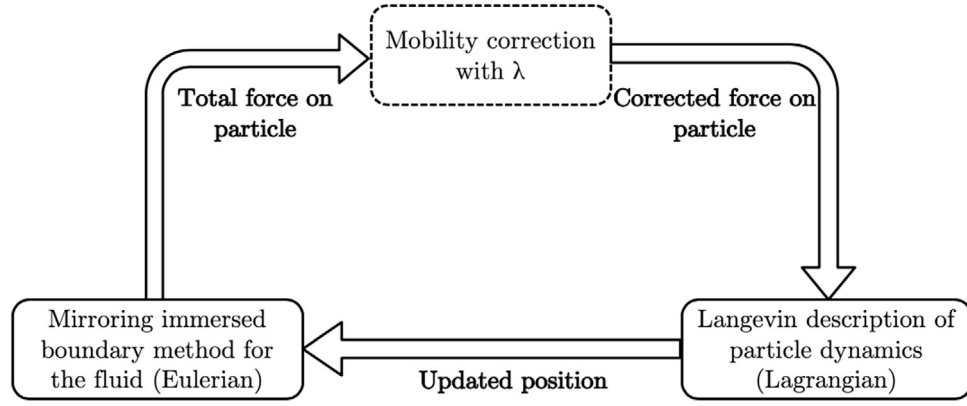 Mobility correction
with λ
Total force on
particle
Corrected force on
particle
Mirroring immersed
boundary method for
the fluid (Eulerian)
Langevin description of
particle dynamics
(Lagrangian)
Updated position